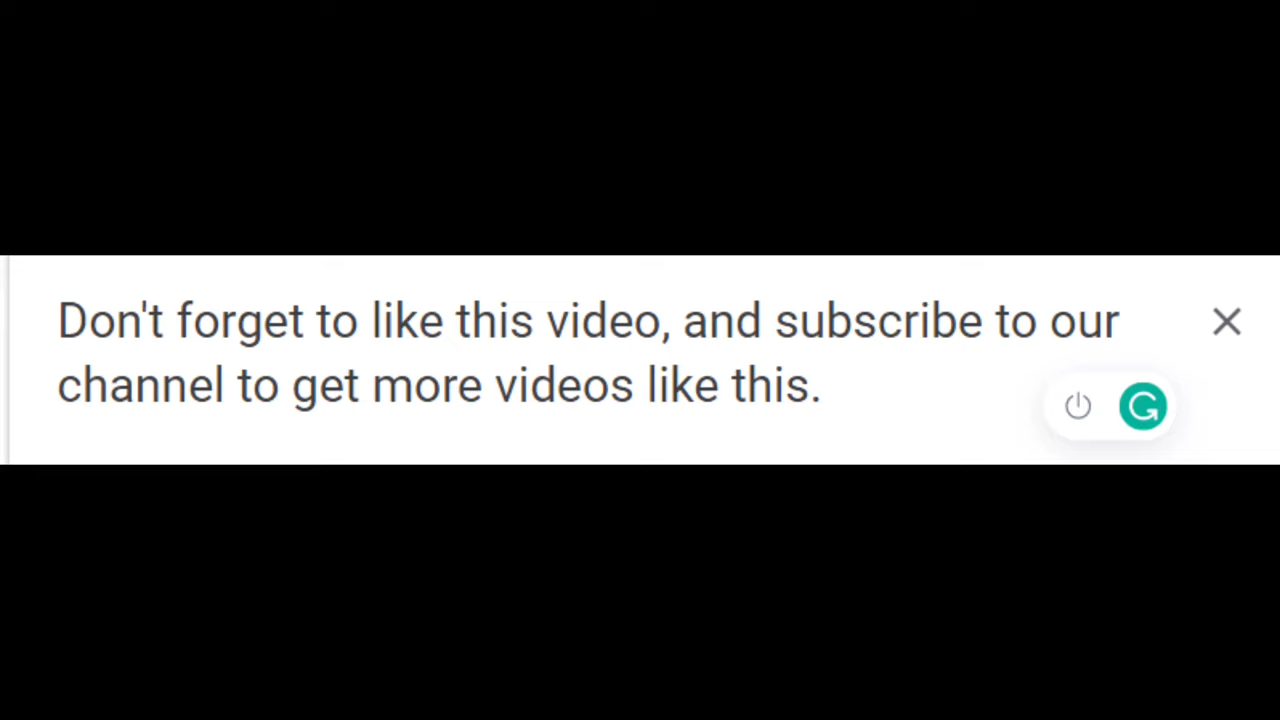 Don't forget to like this video, and subscribe to our
channel to get more videos like this.